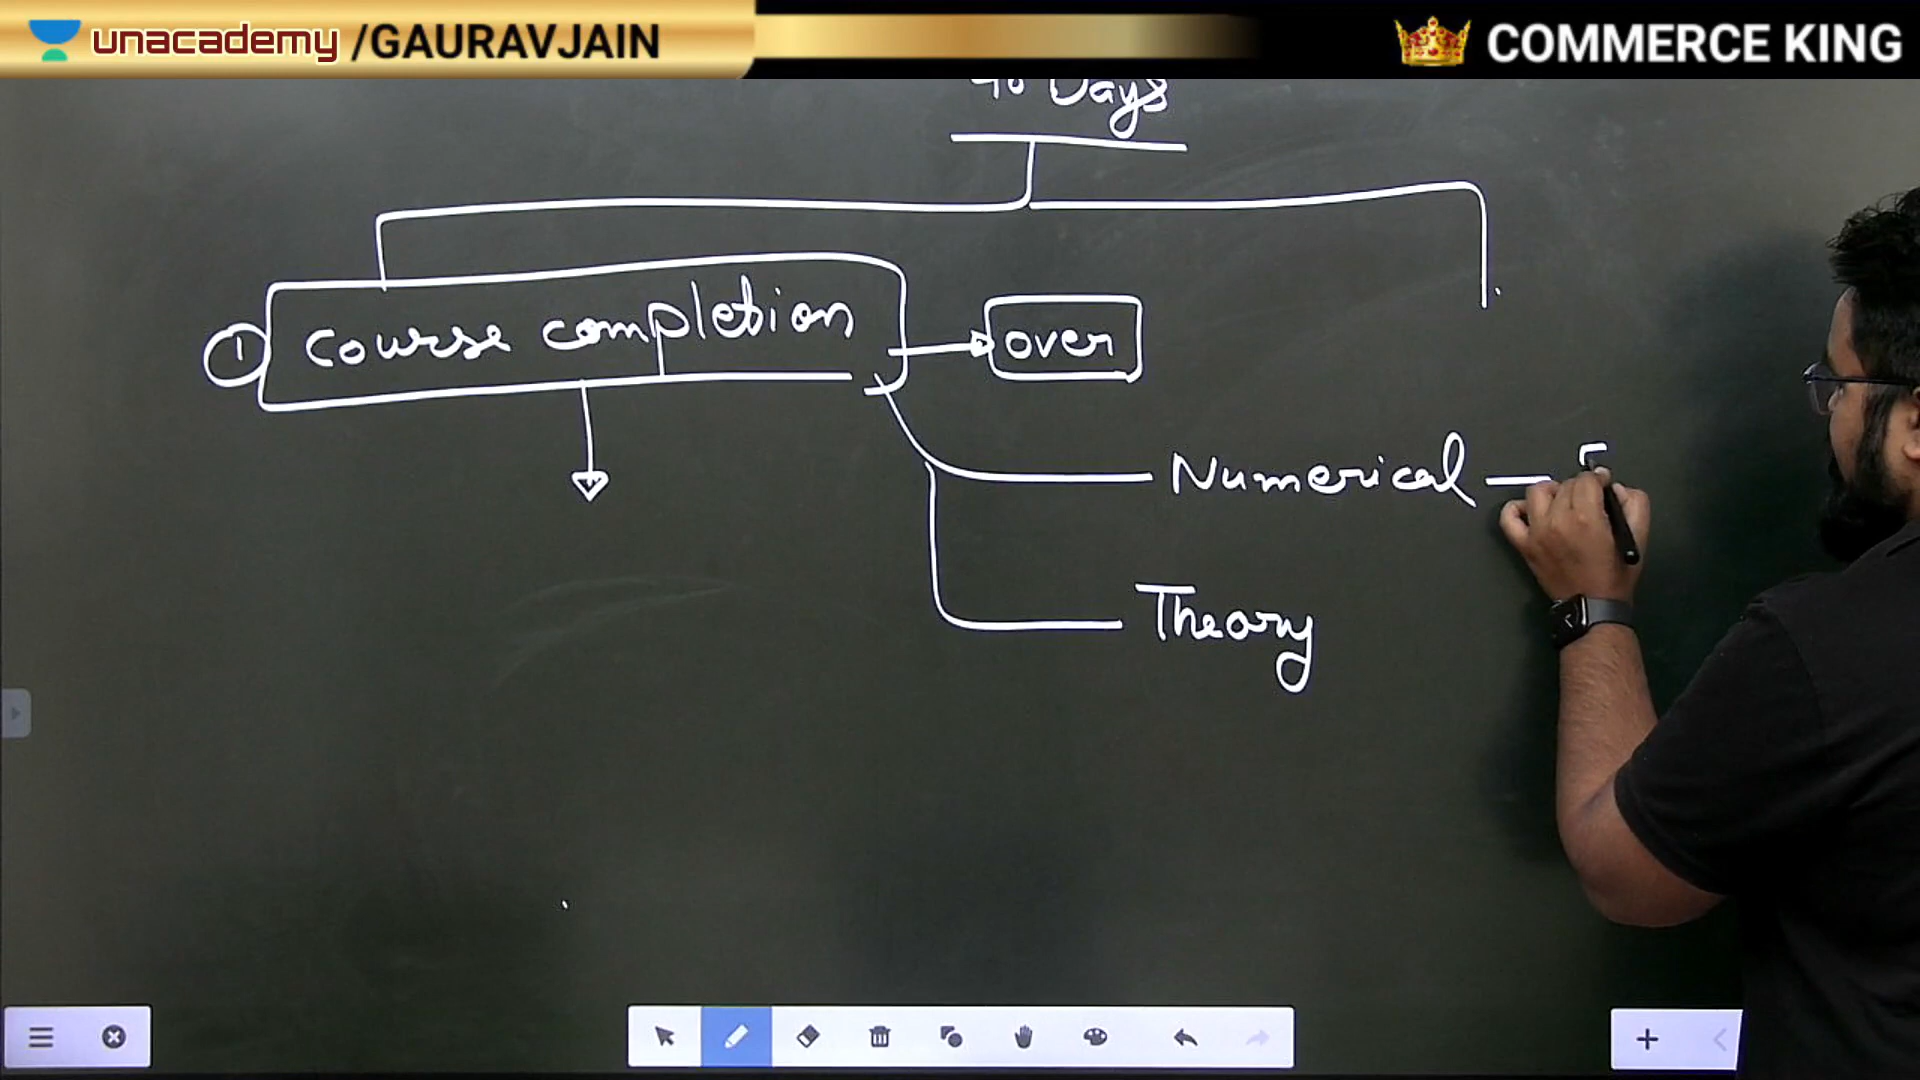 unacademy /GAURAVJAIN
COMMERCE KING
Days
1 course completion
over
Numerical —
Theory